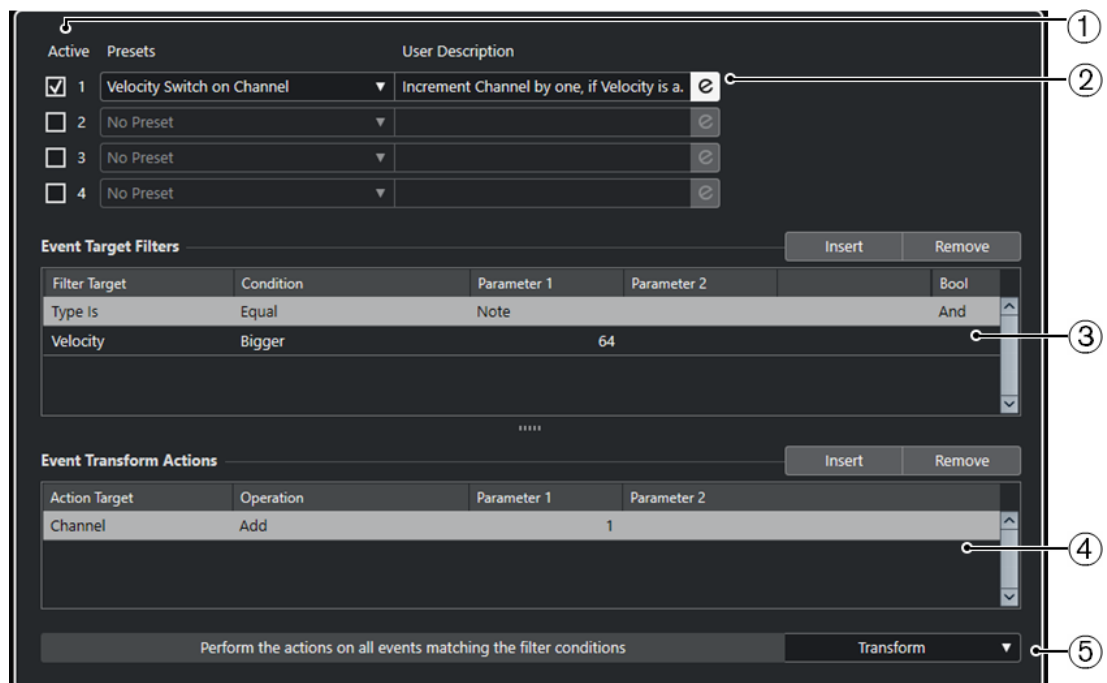 ①
Active Presets User Description
②
1 Velocity Switch on Channel Increment Channel by one, if Velocity is a. e
2 No Preset e
3 No Preset e
4 No Preset e
Event Target Filters Insert Remove
Filter Target Condition Parameter 1 Parameter 2 Bool
Type Is Equal Note And
Velocity Bigger 64
③
Event Transform Actions Insert Remove
Action Target Operation Parameter 1 Parameter 2
Channel Add 1
④
Perform the actions on all events matching the filter conditions Transform
⑤